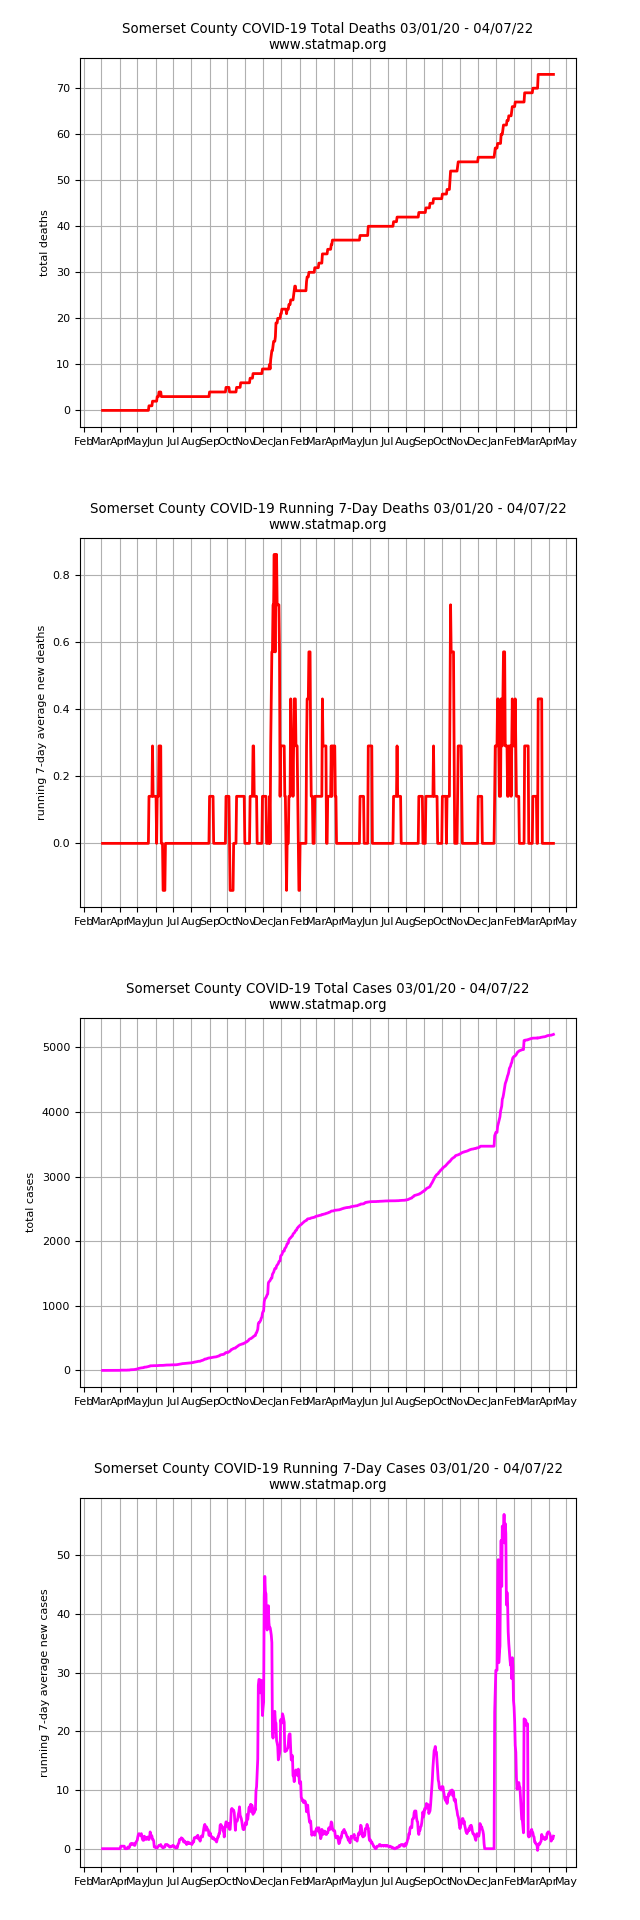 Somerset County COVID-19 Total Deaths 03/01/20 - 04/07/22
www.statmap.org
70
60
50
40
30
20
10
0
total deaths
Feb Mar Apr May Jun Jul Aug Sep Oct Nov Dec Jan Feb Mar Apr May Jun Jul Aug Sep Oct Nov Dec Jan Feb Mar Apr May
Somerset County COVID-19 Running 7-Day Deaths 03/01/20 - 04/07/22
www.statmap.org
0.8
0.6
0.4
0.2
0.0
running 7-day average new deaths
Feb Mar Apr May Jun Jul Aug Sep Oct Nov Dec Jan Feb Mar Apr May Jun Jul Aug Sep Oct Nov Dec Jan Feb Mar Apr May
Somerset County COVID-19 Total Cases 03/01/20 - 04/07/22
www.statmap.org
5000
4000
3000
2000
1000
0
total cases
Feb Mar Apr May Jun Jul Aug Sep Oct Nov Dec Jan Feb Mar Apr May Jun Jul Aug Sep Oct Nov Dec Jan Feb Mar Apr May
Somerset County COVID-19 Running 7-Day Cases 03/01/20 - 04/07/22
www.statmap.org
50
40
30
20
10
0
running 7-day average new cases
Feb Mar Apr May Jun Jul Aug Sep Oct Nov Dec Jan Feb Mar Apr May Jun Jul Aug Sep Oct Nov Dec Jan Feb Mar Apr May